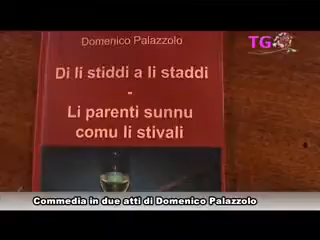 TG
Domenico Palazzolo
Di li stiddi a li staddi
-
Li parenti sunnu
comu li stivali
Commedia in due atti di Domenico Palazzolo